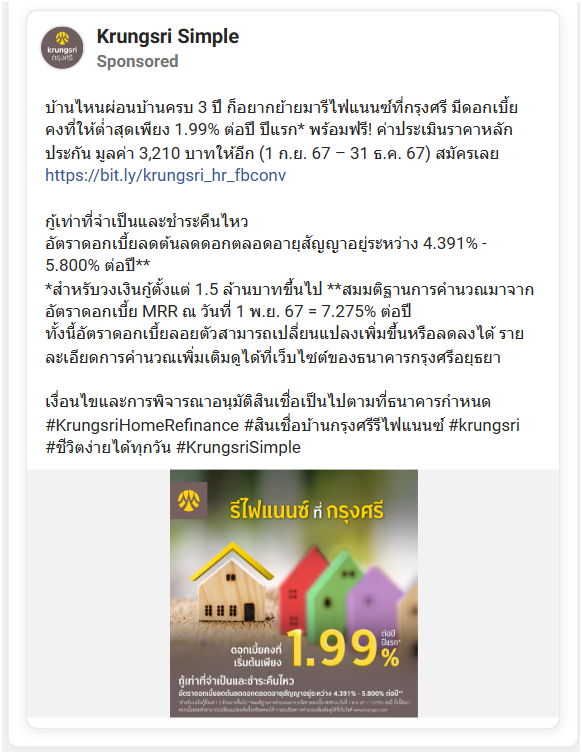 krungsri
กรุงศรี
Krungsri Simple
Sponsored
บ้านไหนผ่อนบ้านครบ 3 ปี ก็อยากย้ายมารีไฟแนนซ์ที่กรุงศรี มีดอกเบี้ย
คงที่ให้ต่ำสุดเพียง 1.99% ต่อปี ปีแรก* พร้อมฟรี! ค่าประเมินราคาหลัก
ประกัน มูลค่า 3,210 บาทให้อีก (1 ก.ย. 67 – 31 ธ.ค. 67) สมัครเลย
https://bit.ly/krungsri_hr_fbconv
กู้เท่าที่จำเป็นและชำระคืนไหว
อัตราดอกเบี้ยลดต้นลดดอกตลอดอายุสัญญาอยู่ระหว่าง 4.391% -
5.800% ต่อปี**
*สำหรับวงเงินกู้ตั้งแต่ 1.5 ล้านบาทขึ้นไป **สมมติฐานการคำนวณมาจาก
อัตราดอกเบี้ย MRR ณ วันที่ 1 พ.ย. 67 = 7.275% ต่อปี
ทั้งนี้อัตราดอกเบี้ยลอยตัวสามารถเปลี่ยนแปลงเพิ่มขึ้นหรือลดลงได้ ราย
ละเอียดการคำนวณเพิ่มเติมดูได้ที่เว็บไซต์ของธนาคารกรุงศรีอยุธยา
เงื่อนไขและการพิจารณาอนุมัติสินเชื่อเป็นไปตามที่ธนาคารกำหนด
#KrungsriHomeRefinance #สินเชื่อบ้านกรุงศรีรีไฟแนนซ์ #krungsri
#ชีวิตง่ายได้ทุกวัน #KrungsriSimple
รีไฟแนนซ์ ที่ กรุงศรี
ดอกเบี้ยคงที่
เริ่มต้นเพียง
1.99%
ต่อปี
ปีแรก*
กู้เท่าที่จำเป็นและชำระคืนไหว
อัตราดอกเบี้ยลดต้นลดดอกตลอดอายุสัญญาอยู่ระหว่าง 4.391% - 5.800% ต่อปี**